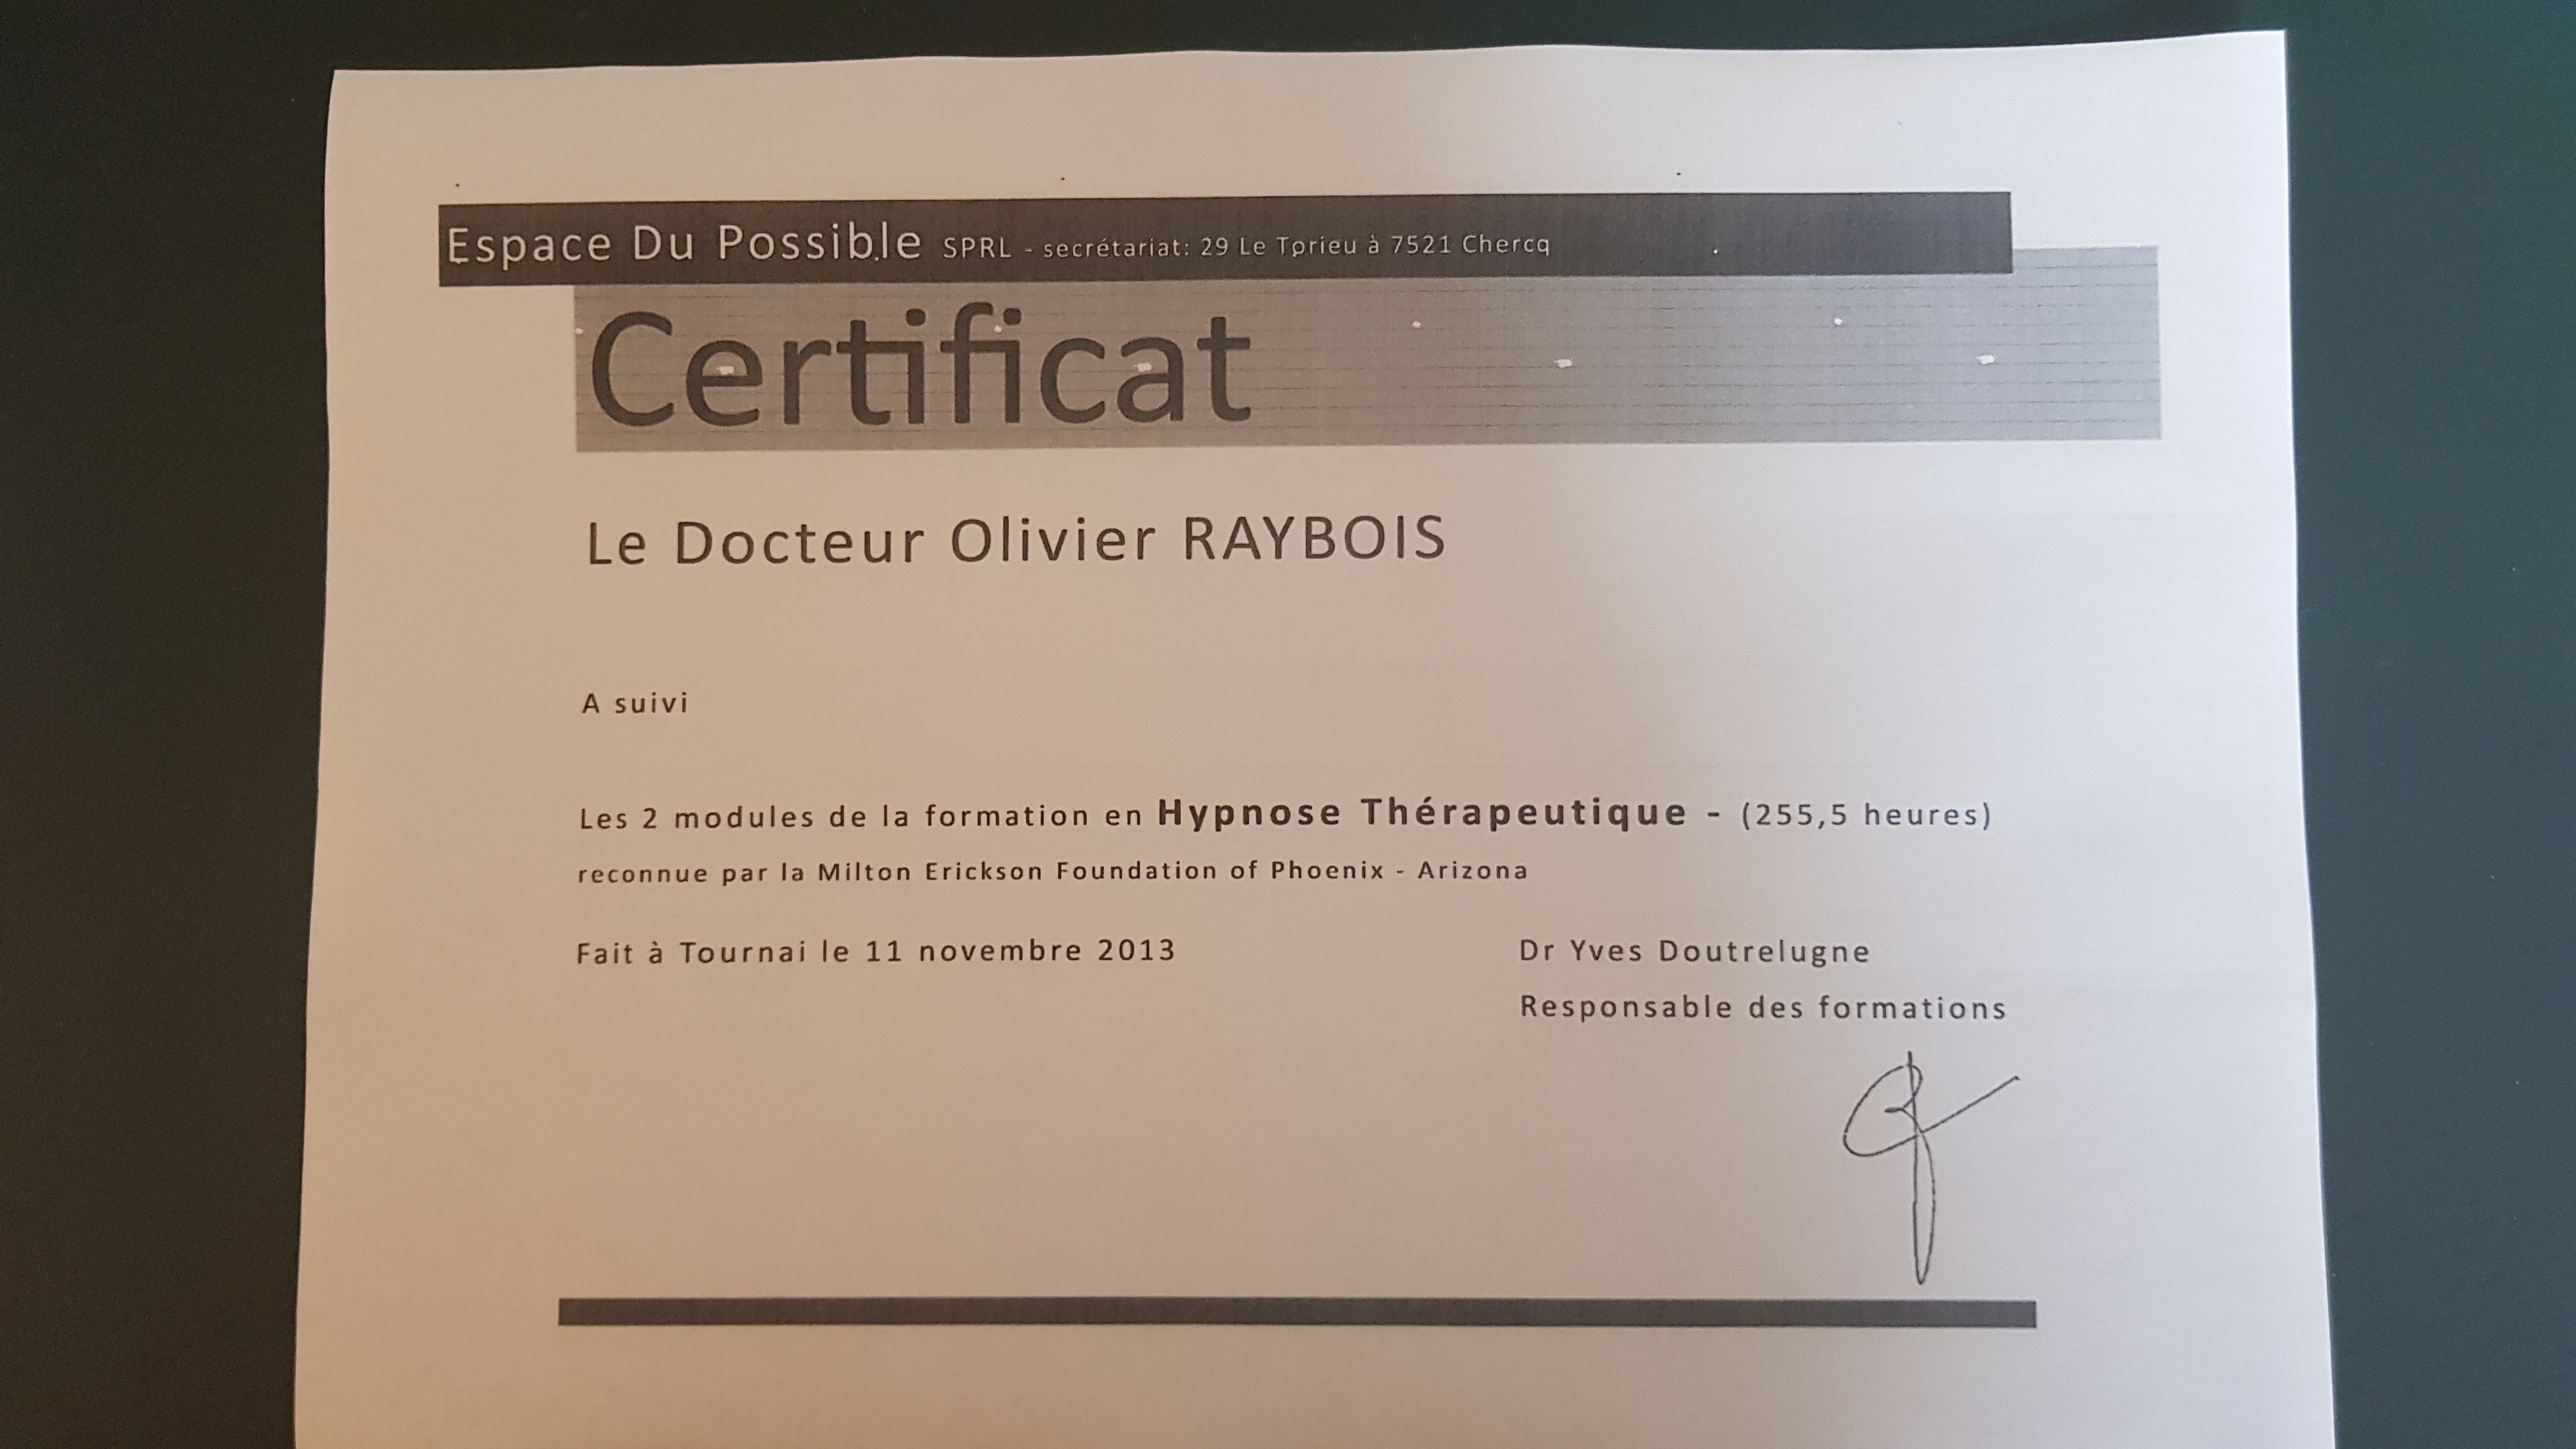 Espace Du Possible SPRL - secrétariat: 29 Le Tprieu à 7521 Chercq
Certificat
Le Docteur Olivier RAYBOIS
A suivi
Les 2 modules de la formation en Hypnose Thérapeutique - (255,5 heures)
reconnue par la Milton Erickson Foundation of Phoenix - Arizona
Fait à Tournai le 11 novembre 2013
Dr Yves Doutrelugne
Responsable des formations